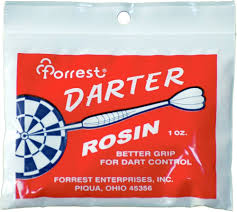 Forrest®
DARTER
ROSIN
1 oz.
BETTER GRIP
FOR DART CONTROL
FORREST ENTERPRISES, INC.
PIQUA, OHIO 45356